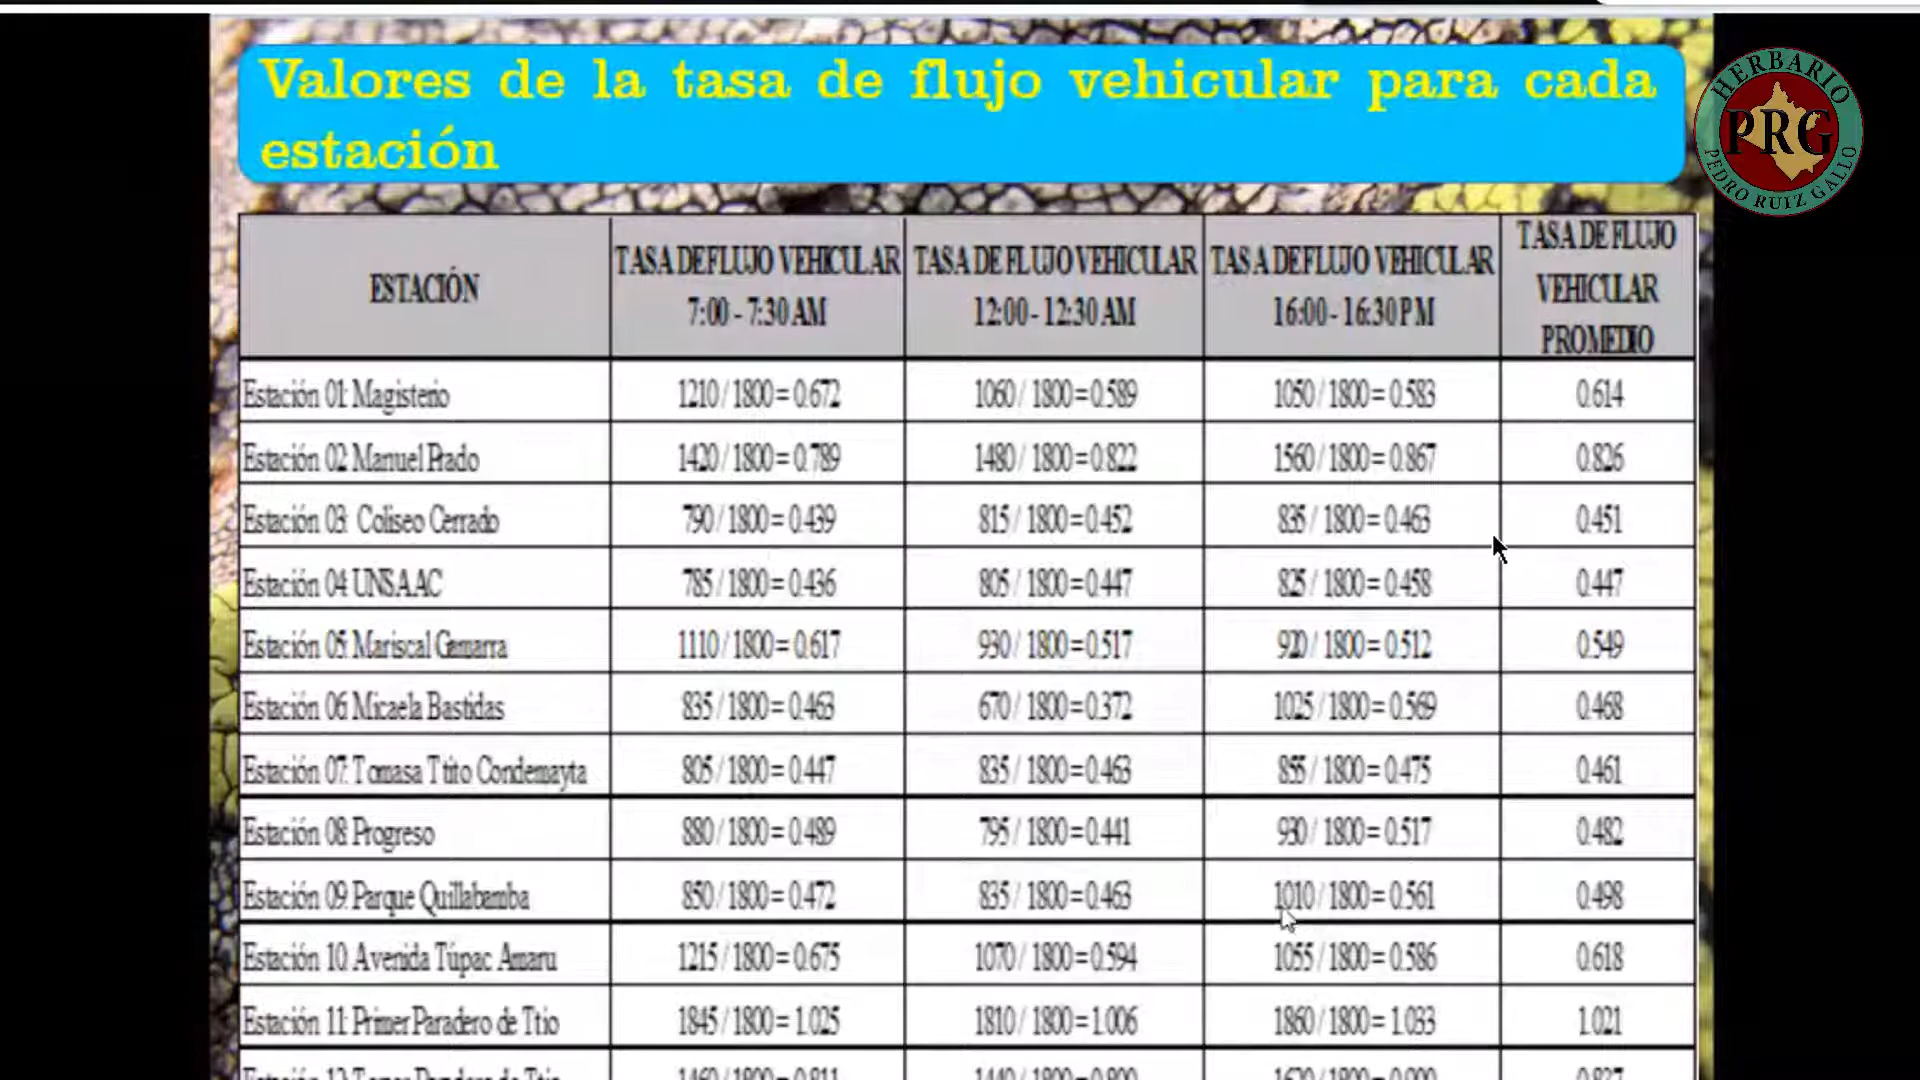 Valores de la tasa de flujo vehicular para cada
estación
HERBARIO
PRG
PEDRO RUIZ GALLO
ESTACIÓN
TASA DE FLUJO VEHICULAR
7:00 - 7:30 AM
TASA DE FLUJO VEHICULAR
12:00 - 12:30 AM
TASA DE FLUJO VEHICULAR
16:00 - 16:30 PM
TASA DE FLUJO
VEHICULAR
PROMEDIO
Estación 01: Magisterio 1210 / 1800 = 0.672 1060 / 1800 = 0.589 1050 / 1800 = 0.583 0.614
Estación 02: Manuel Prado 1420 / 1800 = 0.789 1480 / 1800 = 0.822 1560 / 1800 = 0.867 0.826
Estación 03: Coliseo Cerrado 790 / 1800 = 0.439 815 / 1800 = 0.452 835 / 1800 = 0.463 0.451
Estación 04: UNSAAC 785 / 1800 = 0.436 805 / 1800 = 0.447 825 / 1800 = 0.458 0.447
Estación 05: Mariscal Gamarra 1110 / 1800 = 0.617 930 / 1800 = 0.517 920 / 1800 = 0.512 0.549
Estación 06: Micaela Bastidas 835 / 1800 = 0.463 670 / 1800 = 0.372 1025 / 1800 = 0.569 0.468
Estación 07: Tomasa Ttito Condemayta 805 / 1800 = 0.447 835 / 1800 = 0.463 855 / 1800 = 0.475 0.461
Estación 08: Progreso 880 / 1800 = 0.489 795 / 1800 = 0.441 930 / 1800 = 0.517 0.482
Estación 09: Parque Quillabamba 850 / 1800 = 0.472 835 / 1800 = 0.463 1010 / 1800 = 0.561 0.498
Estación 10: Avenida Túpac Amaru 1215 / 1800 = 0.675 1070 / 1800 = 0.594 1055 / 1800 = 0.586 0.618
Estación 11: Primer Paradero de Ttio 1845 / 1800 = 1.025 1810 / 1800 = 1.006 1860 / 1800 = 1.033 1.021